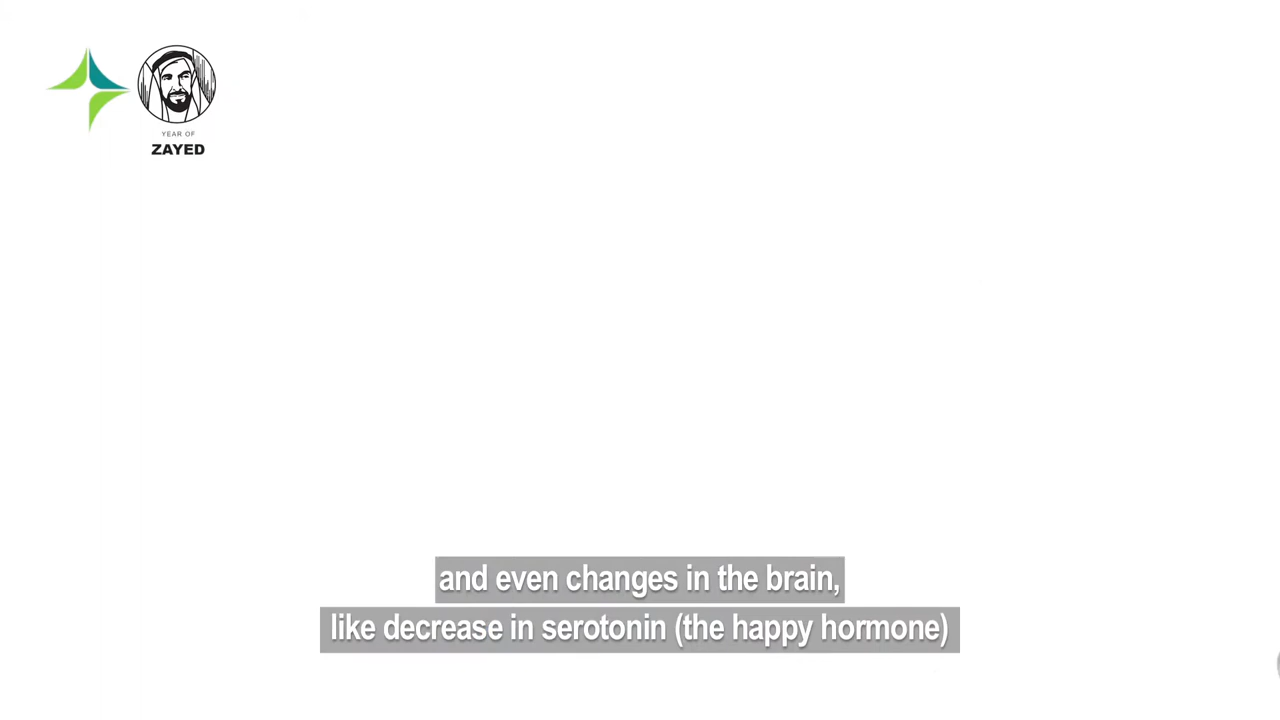 YEAR OF
ZAYED
and even changes in the brain,
like decrease in serotonin (the happy hormone)